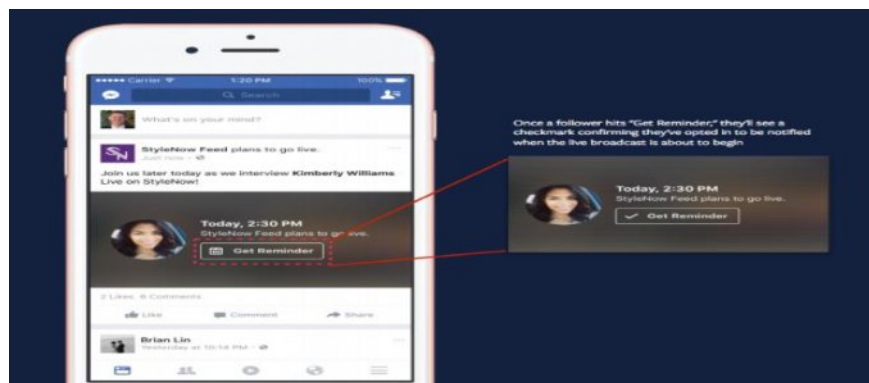 Carrier 1:20 PM 100%
Search
What's on your mind?
SN
StyleNow Feed plans to go live.
Just now
Join us later today as we interview Kimberly Williams
Live on StyleNow!
Today, 2:30 PM
StyleNow Feed plans to go live.
Get Reminder
2 Likes 6 Comments
Like Comment Share
Brian Lin
Yesterday at 10:14 PM
Once a follower hits "Get Reminder," they'll see a
checkmark confirming they've opted in to be notified
when the live broadcast is about to begin
Today, 2:30 PM
StyleNow Feed plans to go live.
Get Reminder